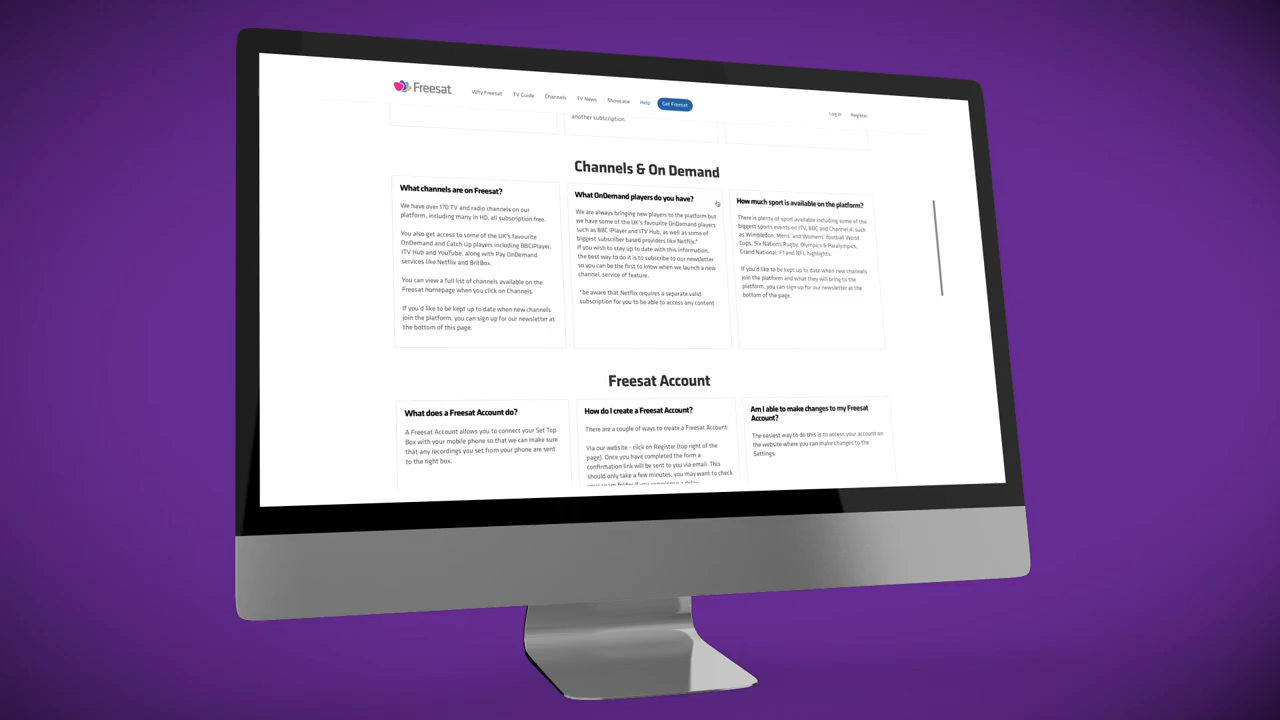 Freesat
Why Freesat
TV Guide
Channels
TV News
Showcase
Help
Get Freesat
Log in
Register
another subscription.
Channels & On Demand
What channels are on Freesat?
We have over 170 TV and radio channels on our
platform, including many in HD, all subscription free.
You also get access to some of the UK's favourite
OnDemand and Catch Up players including BBCiPlayer,
ITV Hub and YouTube, along with Pay OnDemand
services like Netflix and BritBox.
You can view a full list of channels available on the
Freesat homepage when you click on Channels.
If you'd like to be kept up to date when new channels
join the platform, you can sign up for our newsletter at
the bottom of this page.
What OnDemand players do you have?
We are always bringing new players to the platform but
we have some of the UK's favourite OnDemand players
such as BBC iPlayer and ITV Hub, as well as some of
biggest subscriber based providers like Netflix.*
If you wish to stay up to date with this information,
the best way to do it is to subscribe to our newsletter
so you can be the first to know when we launch a new
channel, service of feature.
*be aware that Netflix requires a separate valid
subscription for you to be able to access any content
How much sport is available on the platform?
There is plenty of sport available including some of the
biggest sports events on ITV, BBC and Channel 4, such
as Wimbledon, Mens' and Womens' football World
Cups, Six Nations Rugby, Olympics & Paralympics,
Grand National, F1 and NFL highlights.
If you'd like to be kept up to date when new channels
join the platform and what they will bring to the
platform, you can sign up for our newsletter at the
bottom of the page.
Freesat Account
What does a Freesat Account do?
A Freesat Account allows you to connect your Set Top
Box with your mobile phone so that we can make sure
that any recordings you set from your phone are sent
to the right box.
How do I create a Freesat Account?
There are a couple of ways to create a Freesat Account:
Via our website - click on Register (top right of the
page). Once you have completed the form a
confirmation link will be sent to you via email. This
should only take a few minutes, you may want to check
your spam folder if you experience a delay
Am I able to make changes to my Freesat
Account?
The easiest way to do this is to access your account on
the website where you can make changes to the
Settings.